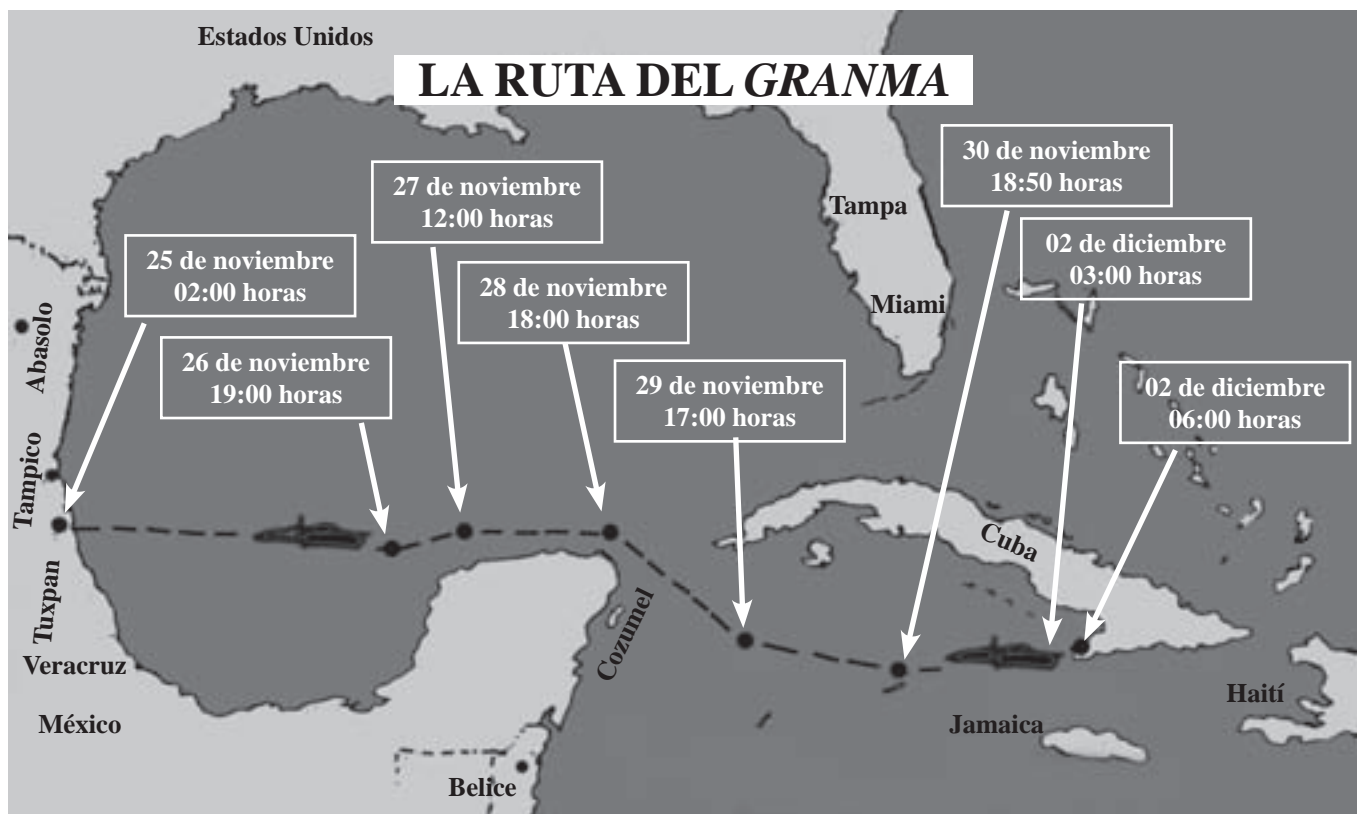 Estados Unidos
LA RUTA DEL GRANMA
30 de noviembre
18:50 horas
27 de noviembre
12:00 horas
Tampa
02 de diciembre
03:00 horas
25 de noviembre
02:00 horas
28 de noviembre
18:00 horas
Miami
Abasolo
26 de noviembre
19:00 horas
29 de noviembre
17:00 horas
02 de diciembre
06:00 horas
Tampico
Cuba
Tuxpan
Cozumel
Veracruz
México
Haití
Jamaica
Belice